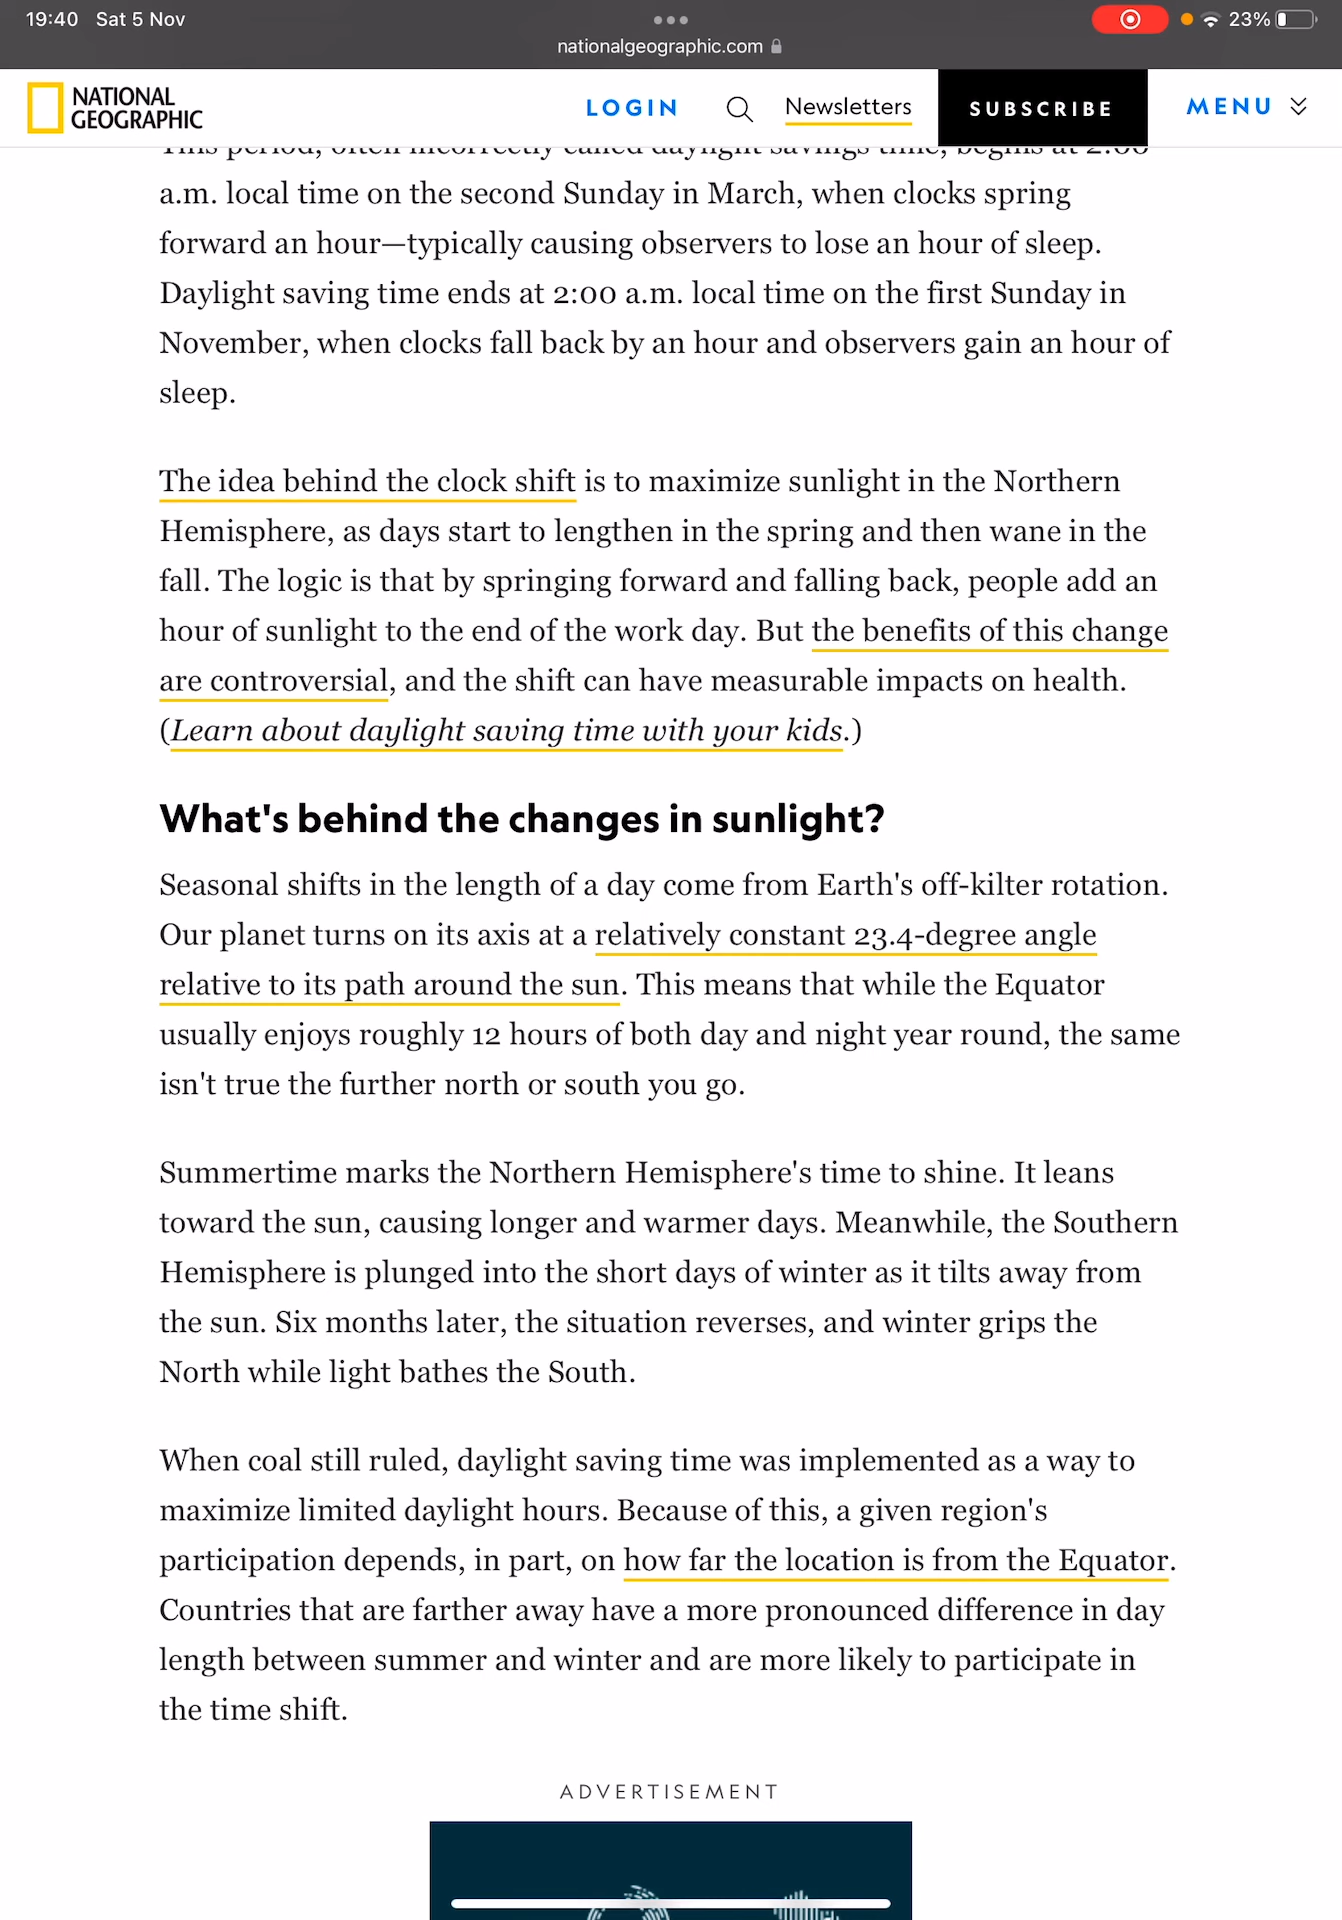 19:40 Sat 5 Nov
23%
nationalgeographic.com
NATIONAL
GEOGRAPHIC
LOGIN
Newsletters
SUBSCRIBE
MENU
This period, often incorrectly called daylight savings time, begins at 2:00
a.m. local time on the second Sunday in March, when clocks spring
forward an hour—typically causing observers to lose an hour of sleep.
Daylight saving time ends at 2:00 a.m. local time on the first Sunday in
November, when clocks fall back by an hour and observers gain an hour of
sleep.
The idea behind the clock shift is to maximize sunlight in the Northern
Hemisphere, as days start to lengthen in the spring and then wane in the
fall. The logic is that by springing forward and falling back, people add an
hour of sunlight to the end of the work day. But the benefits of this change
are controversial, and the shift can have measurable impacts on health.
(Learn about daylight saving time with your kids.)
What's behind the changes in sunlight?
Seasonal shifts in the length of a day come from Earth's off-kilter rotation.
Our planet turns on its axis at a relatively constant 23.4-degree angle
relative to its path around the sun. This means that while the Equator
usually enjoys roughly 12 hours of both day and night year round, the same
isn't true the further north or south you go.
Summertime marks the Northern Hemisphere's time to shine. It leans
toward the sun, causing longer and warmer days. Meanwhile, the Southern
Hemisphere is plunged into the short days of winter as it tilts away from
the sun. Six months later, the situation reverses, and winter grips the
North while light bathes the South.
When coal still ruled, daylight saving time was implemented as a way to
maximize limited daylight hours. Because of this, a given region's
participation depends, in part, on how far the location is from the Equator.
Countries that are farther away have a more pronounced difference in day
length between summer and winter and are more likely to participate in
the time shift.
ADVERTISEMENT